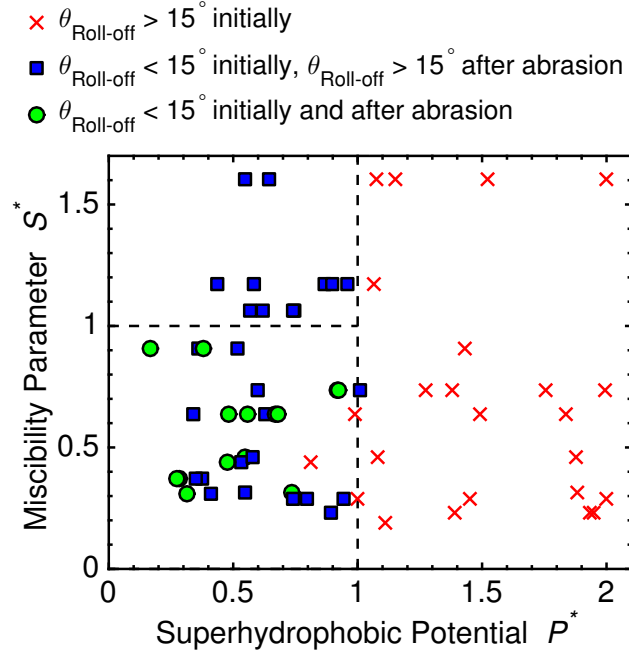 θRoll-off > 15° initially
θRoll-off < 15° initially, θRoll-off > 15° after abrasion
θRoll-off < 15° initially and after abrasion
1.5
1
0.5
0
Miscibility Parameter S*
0 0.5 1 1.5 2
Superhydrophobic Potential P*